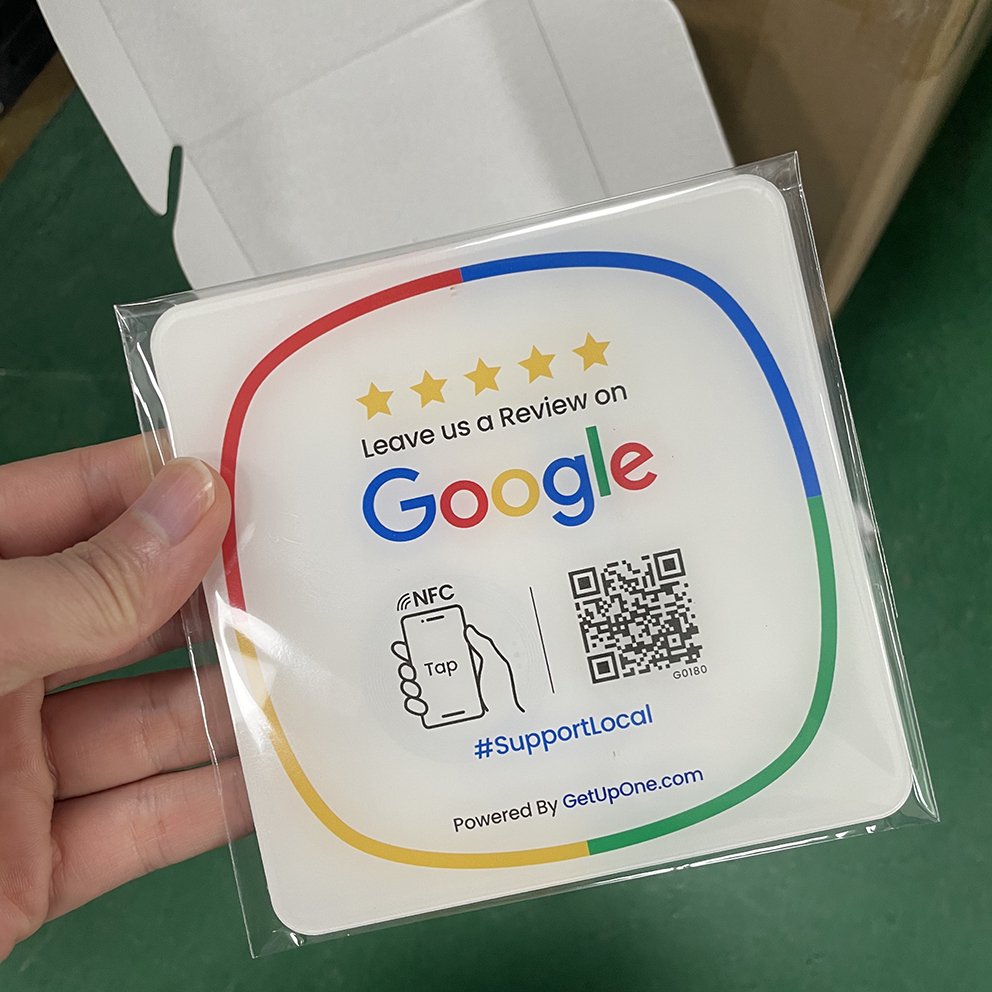 Leave us a Review on
Google
NFC
Tap
G0180
#SupportLocal
Powered By GetUpOne.com